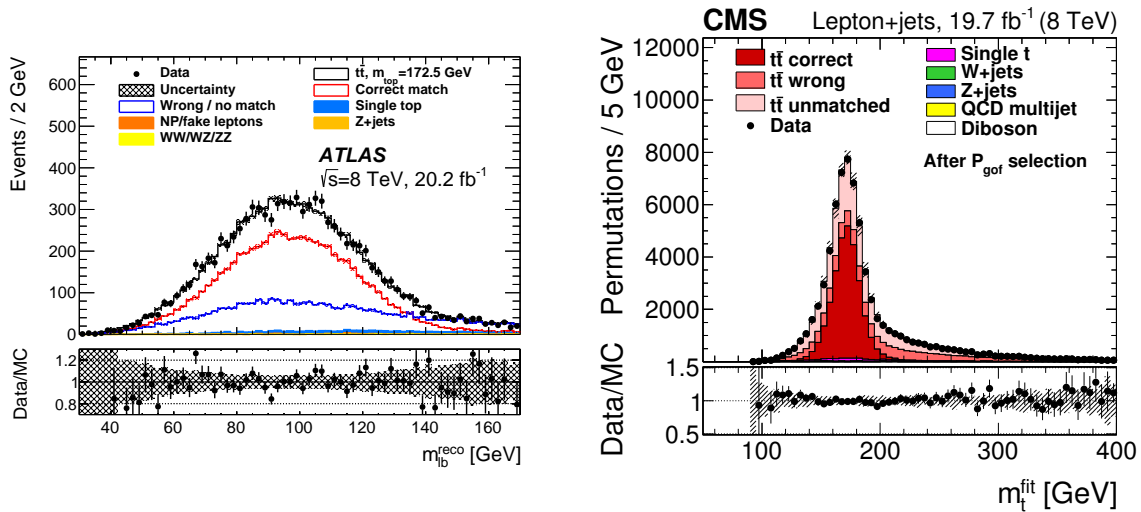 Events / 2 GeV
600
500
400
300
200
100
0
Data
Uncertainty
Wrong / no match
NP/fake leptons
WW/WZ/ZZ
tt̄, m_top=172.5 GeV
Correct match
Single top
Z+jets
ATLAS
√s=8 TeV, 20.2 fb⁻¹
Data/MC
1.2
1
0.8
40 60 80 100 120 140 160
m_lb^reco [GeV]
CMS Lepton+jets, 19.7 fb⁻¹ (8 TeV)
Permutations / 5 GeV
12000
10000
8000
6000
4000
2000
tt̄ correct
tt̄ wrong
tt̄ unmatched
Data
Single t
W+jets
Z+jets
QCD multijet
Diboson
After P_gof selection
Data/MC
1.5
1
0.5
100 200 300 400
m_t^fit [GeV]